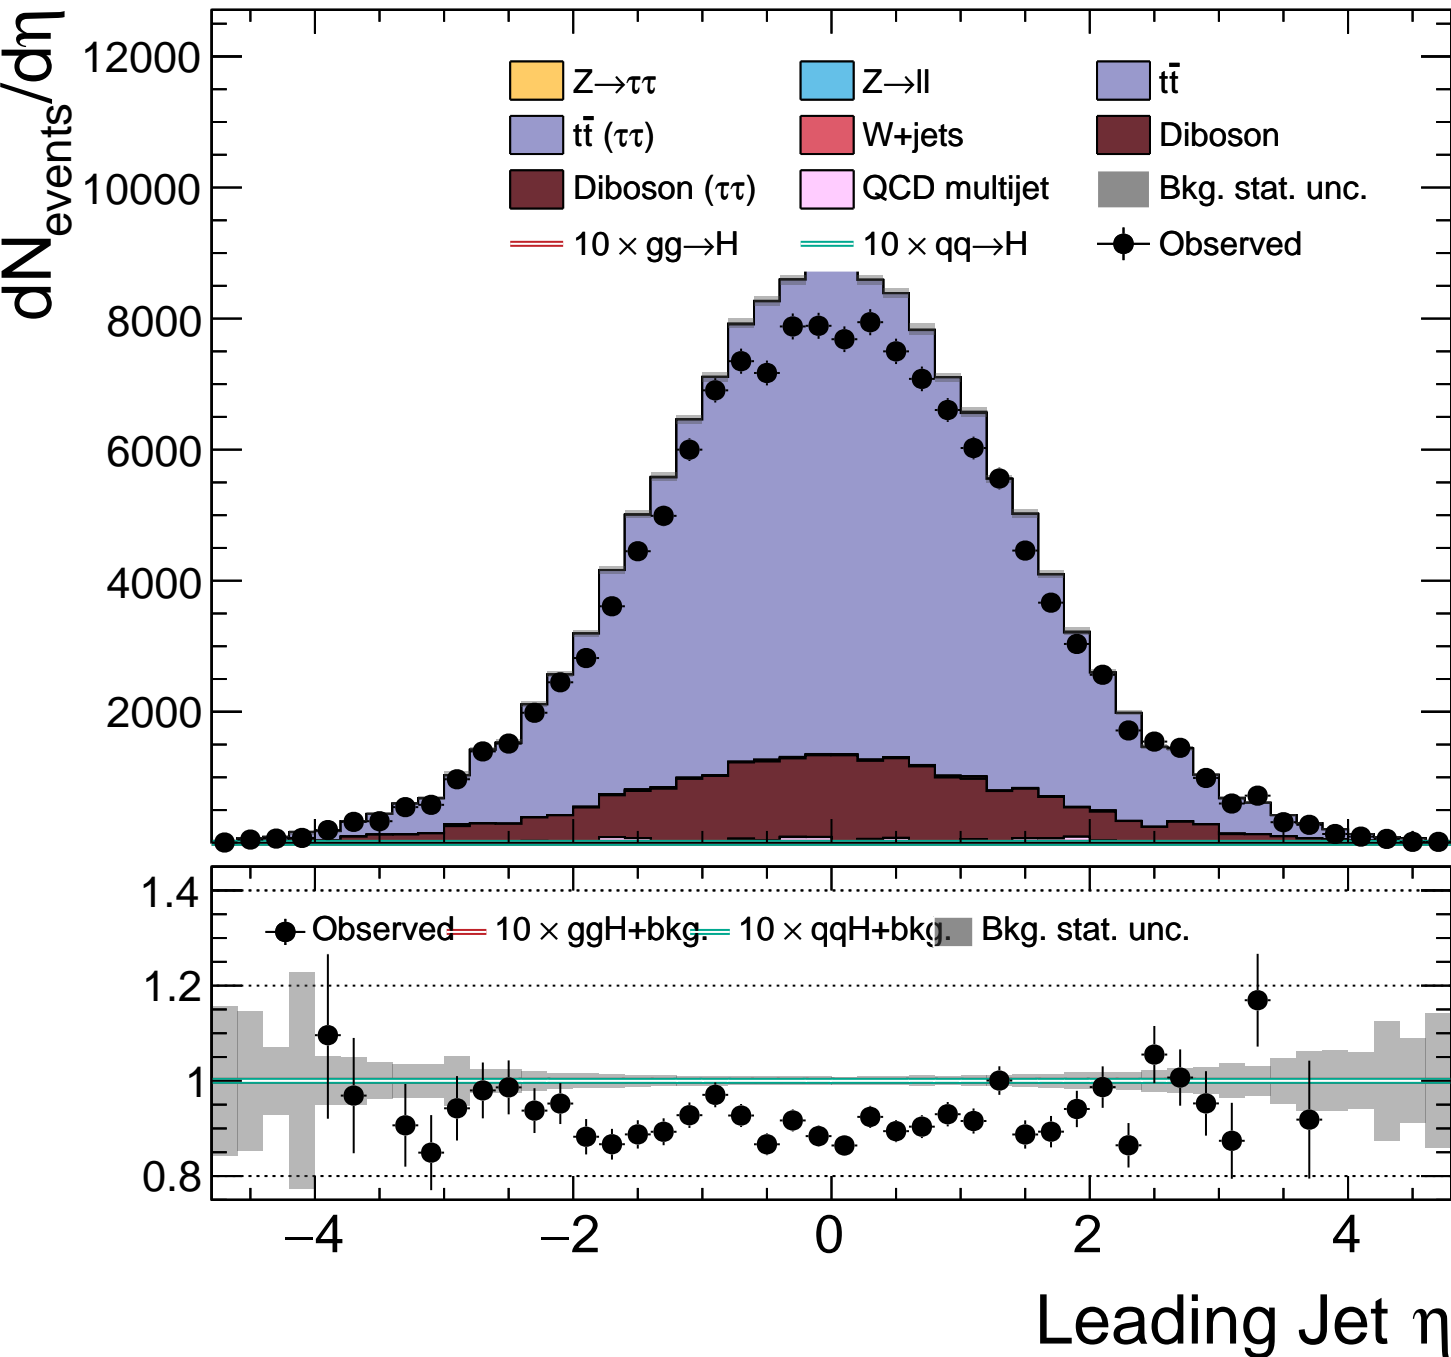 dN_events/dη
12000
10000
8000
6000
4000
2000
Z→ττ Z→ll tt̄
tt̄ (ττ) W+jets Diboson
Diboson (ττ) QCD multijet Bkg. stat. unc.
10 × gg→H 10 × qq→H Observed
1.4
1.2
1
0.8
Observed 10 × ggH+bkg. 10 × qqH+bkg. Bkg. stat. unc.
−4 −2 0 2 4
Leading Jet η